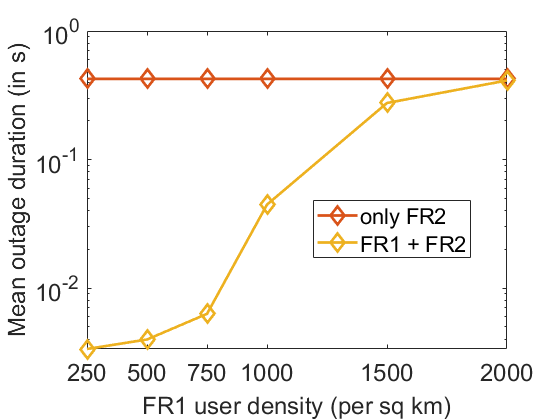 10^0
10^-1
10^-2
Mean outage duration (in s)
only FR2
FR1 + FR2
250 500 750 1000 1500 2000
FR1 user density (per sq km)